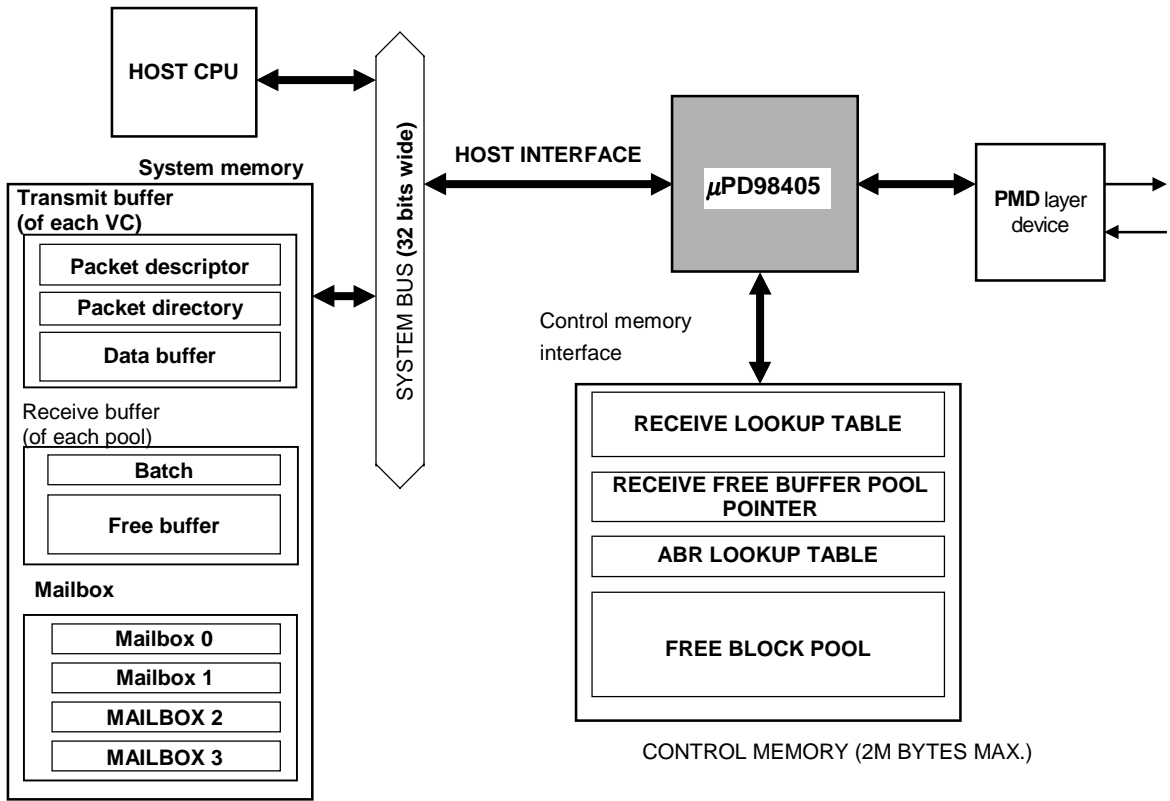 HOST CPU
System memory
Transmit buffer
(of each VC)
Packet descriptor
Packet directory
Data buffer
Receive buffer
(of each pool)
Batch
Free buffer
Mailbox
Mailbox 0
Mailbox 1
MAILBOX 2
MAILBOX 3
SYSTEM BUS (32 bits wide)
HOST INTERFACE
μPD98405
PMD layer
device
Control memory
interface
RECEIVE LOOKUP TABLE
RECEIVE FREE BUFFER POOL
POINTER
ABR LOOKUP TABLE
FREE BLOCK POOL
CONTROL MEMORY (2M BYTES MAX.)